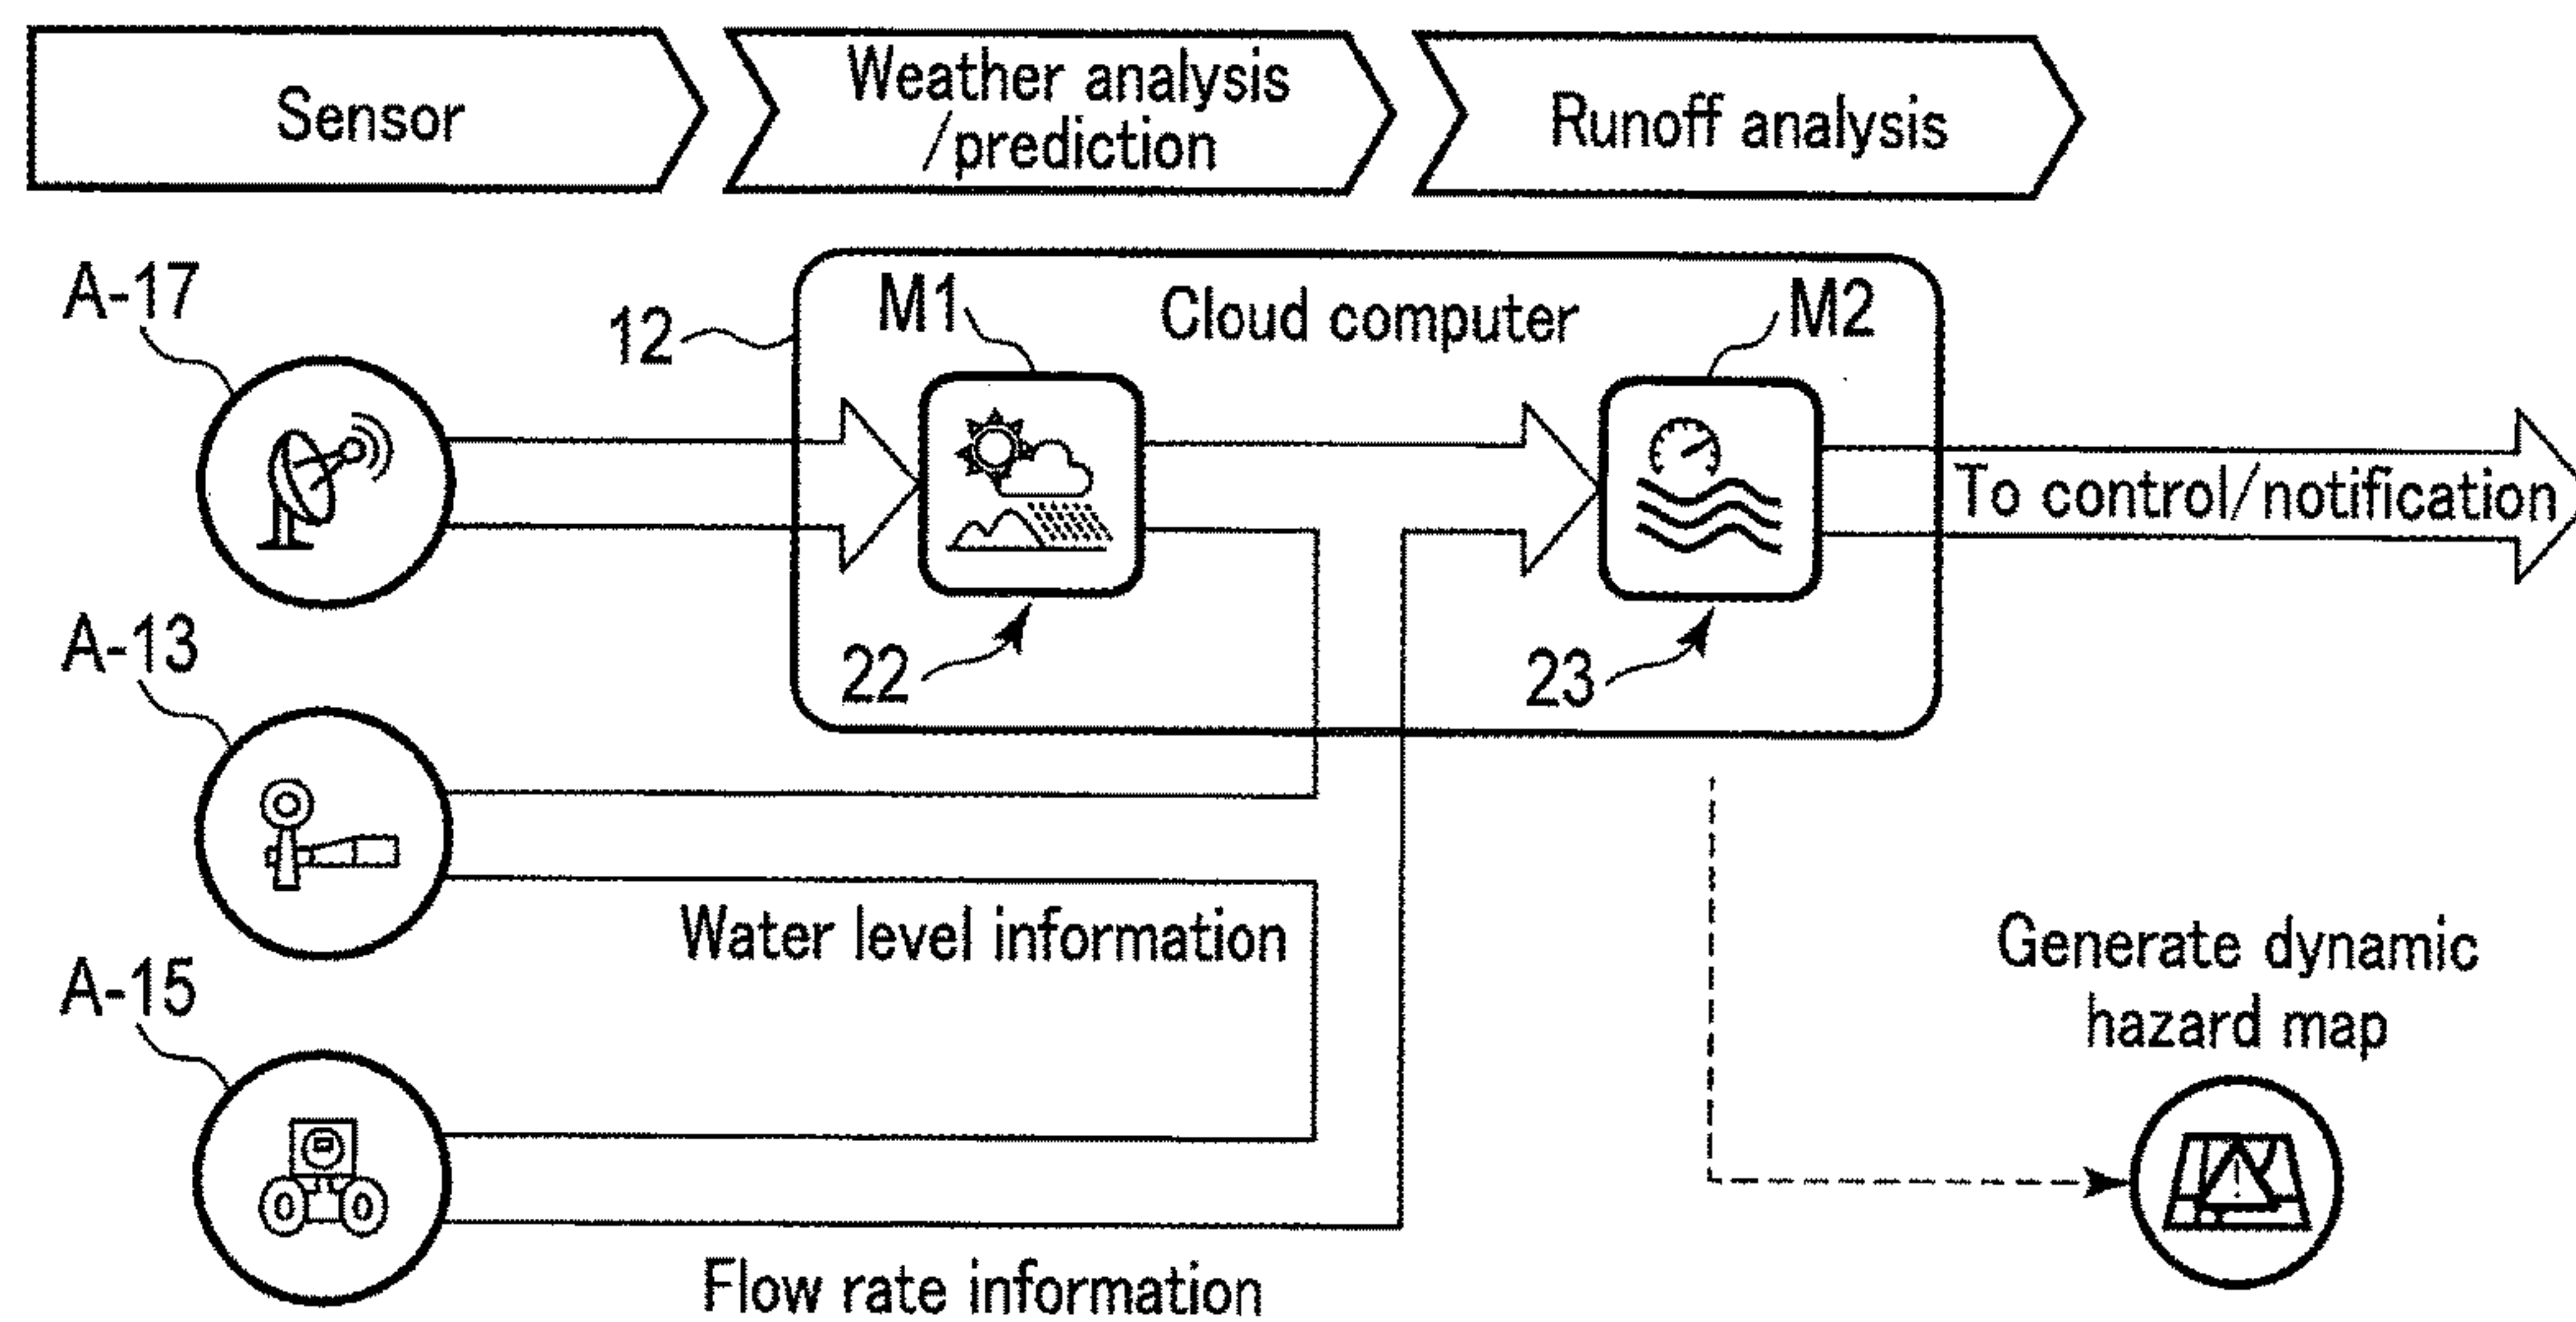 Sensor
Weather analysis
/prediction
Runoff analysis
A-17
12
M1
Cloud computer
M2
To control/notification
22
23
A-13
Water level information
A-15
Generate dynamic
hazard map
Flow rate information